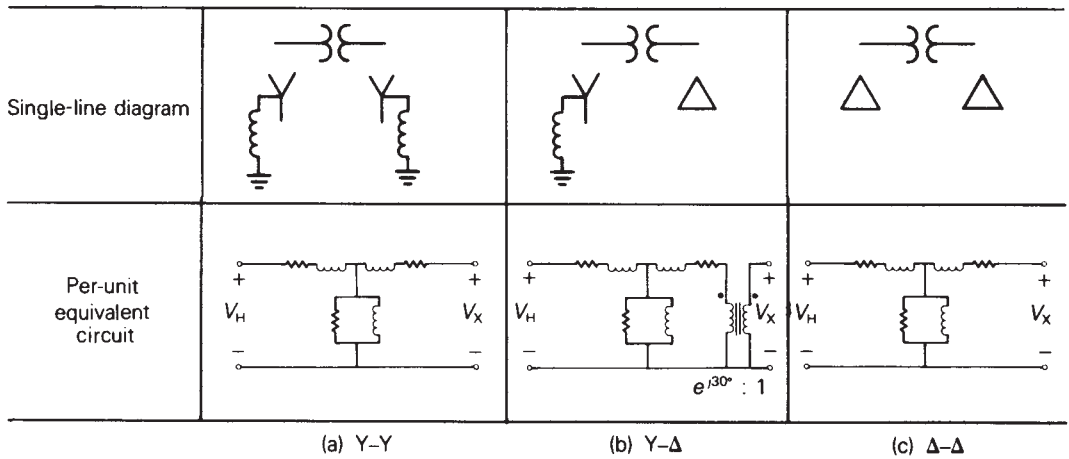 Single-line diagram
Per-unit
equivalent
circuit
+
V_H
−
+
V_X
−
+
V_H
−
+
V_X
−
e^{j30°} : 1
+
V_H
−
+
V_X
−
(a) Y–Y
(b) Y–Δ
(c) Δ–Δ